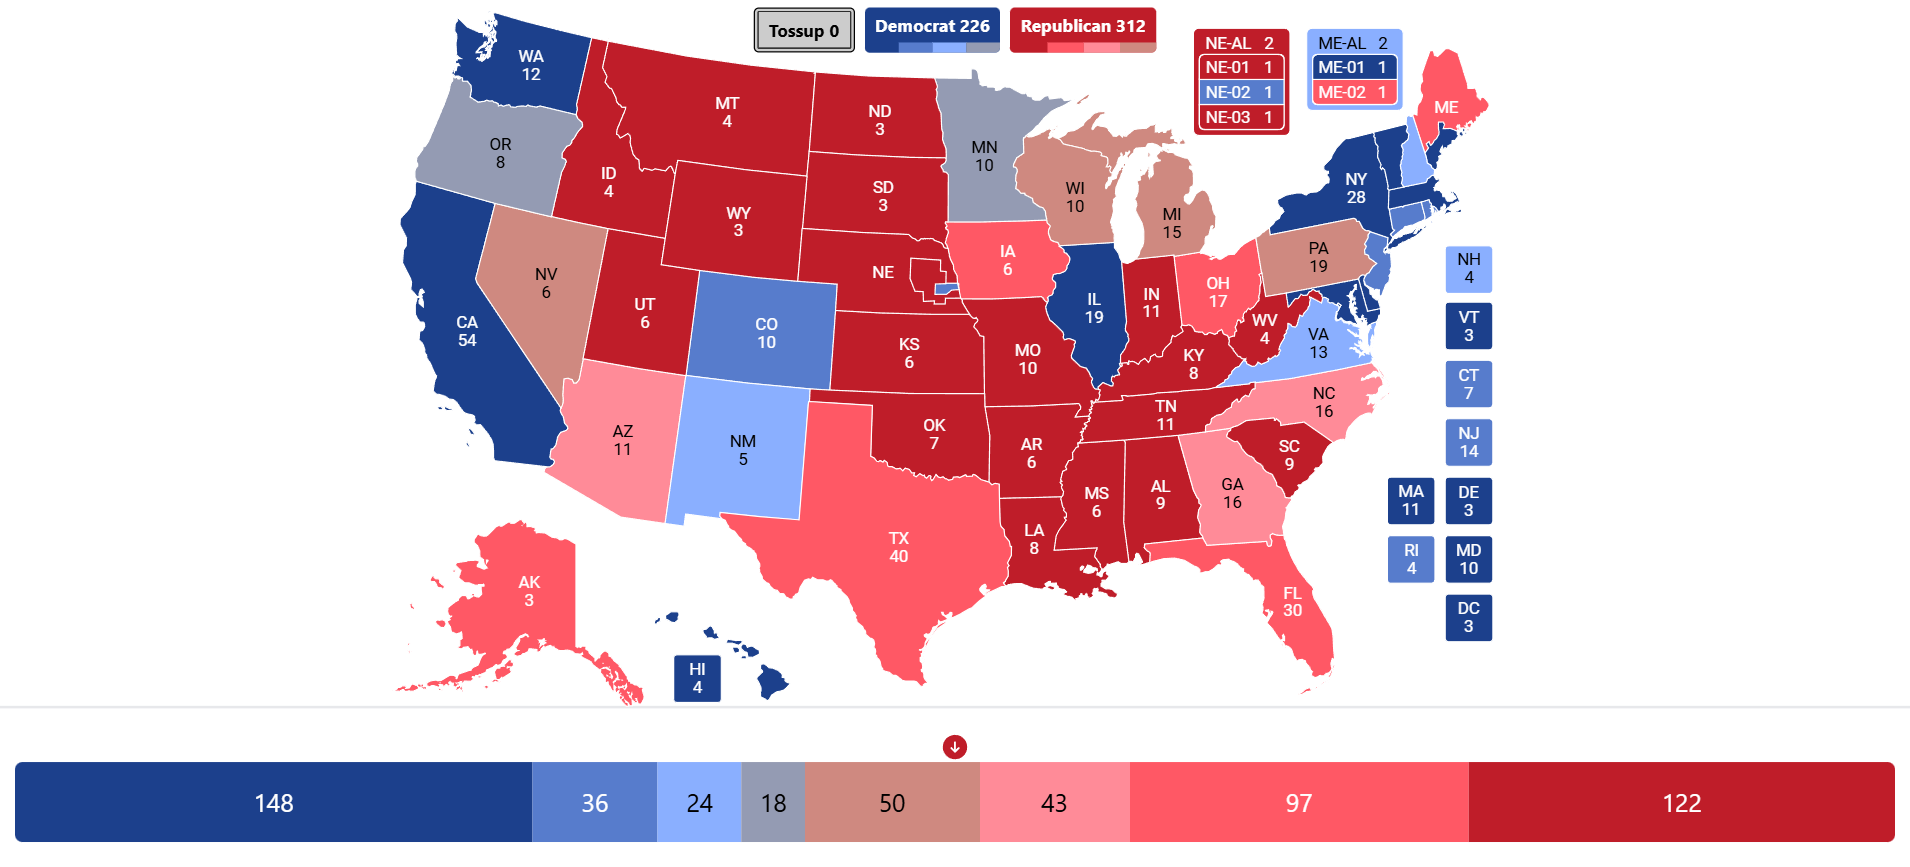 Tossup 0
Democrat 226
Republican 312
NE-AL 2
NE-01 1
NE-02 1
NE-03 1
ME-AL 2
ME-01 1
ME-02 1
WA
12
OR
8
CA
54
NV
6
ID
4
MT
4
WY
3
UT
6
AZ
11
CO
10
NM
5
ND
3
SD
3
NE
KS
6
OK
7
TX
40
MN
10
IA
6
MO
10
AR
6
LA
8
WI
10
IL
19
MI
15
IN
11
OH
17
KY
8
TN
11
MS
6
AL
9
GA
16
FL
30
SC
9
NC
16
VA
13
WV
4
PA
19
NY
28
ME
AK
3
HI
4
NH
4
VT
3
CT
7
NJ
14
MA
11
DE
3
RI
4
MD
10
DC
3
148
36
24
18
50
43
97
122